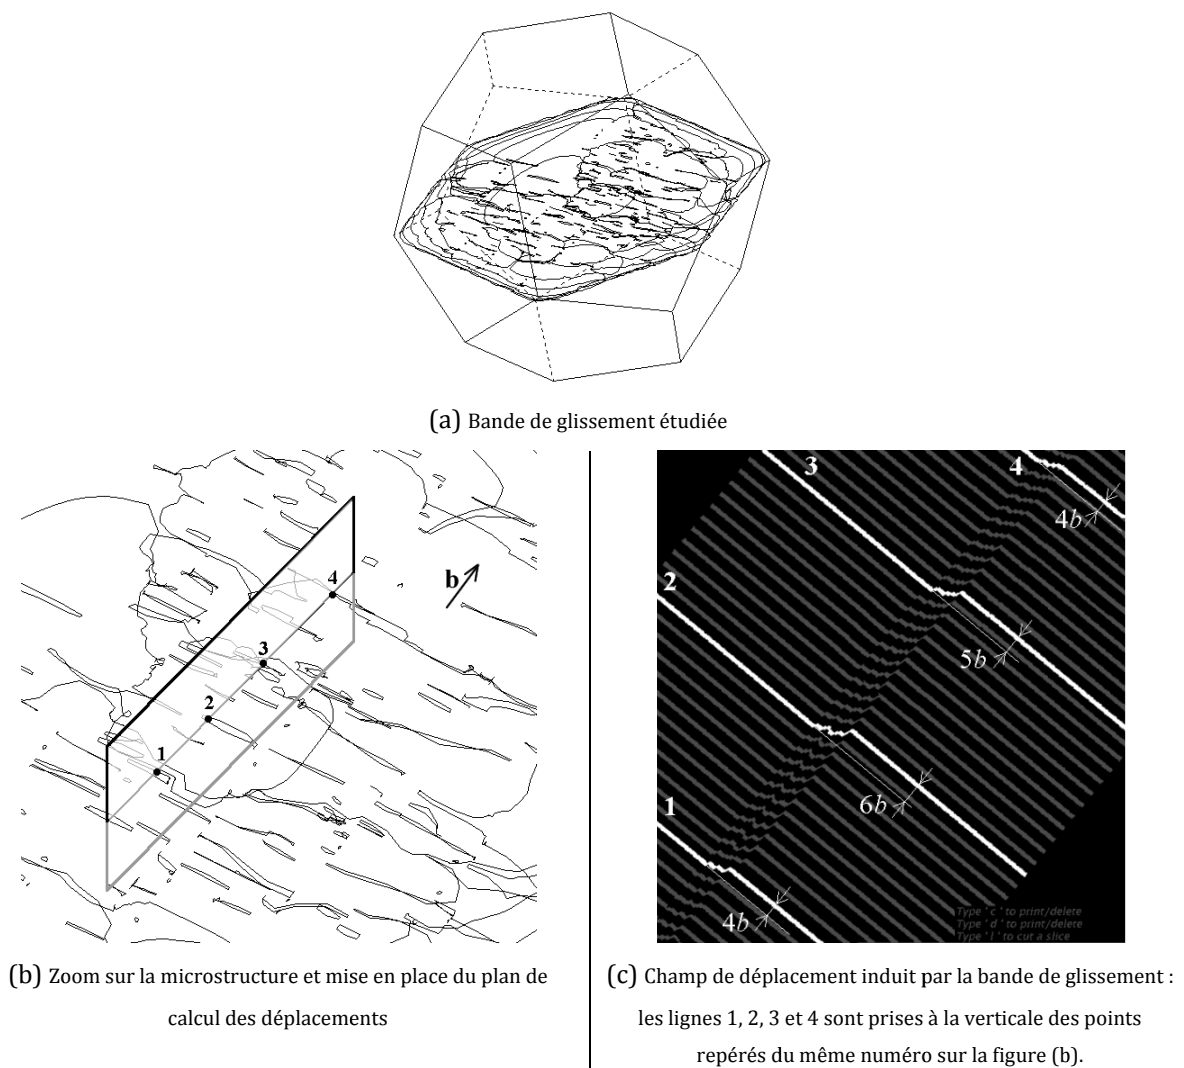 (a) Bande de glissement étudiée
b
4
3
2
1
(b) Zoom sur la microstructure et mise en place du plan de
calcul des déplacements
3
4
4b
2
5b
6b
1
4b
Type ' c ' to print/delete
Type ' d ' to print/delete
Type ' l ' to cut a slice
(c) Champ de déplacement induit par la bande de glissement :
les lignes 1, 2, 3 et 4 sont prises à la verticale des points
repérés du même numéro sur la figure (b).